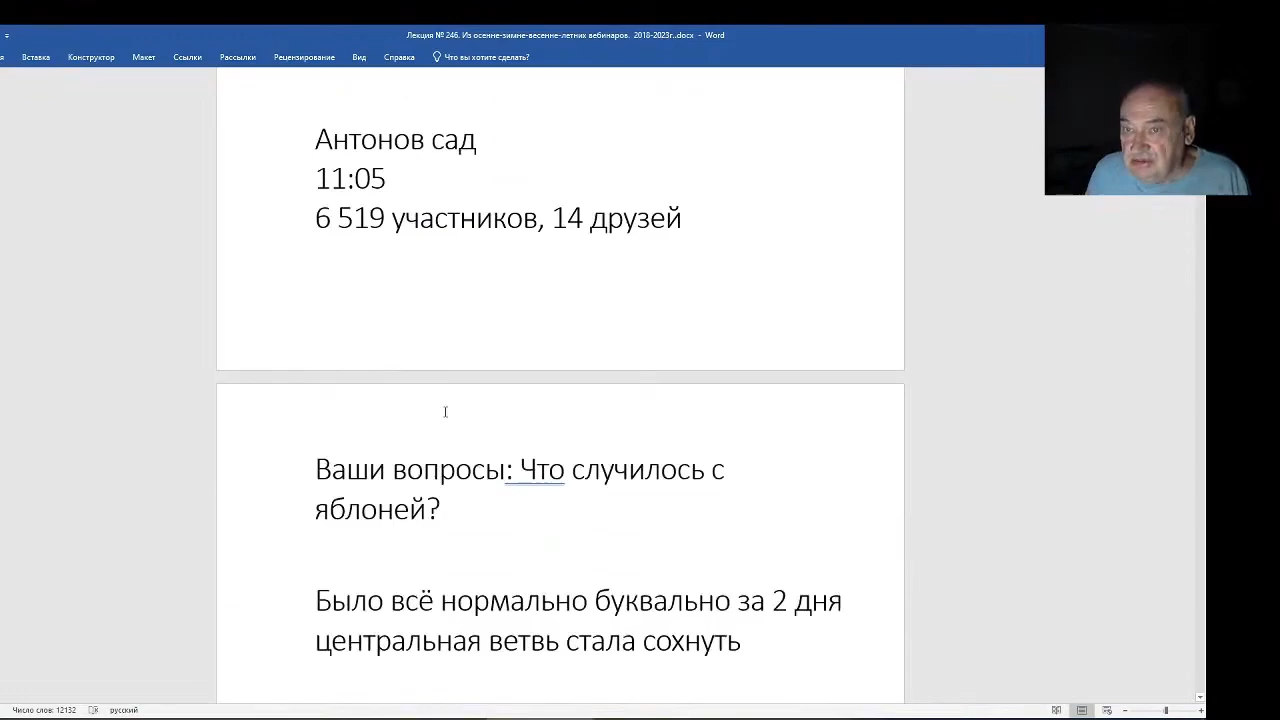 Лекция № 246. Из осенне-зимне-весенне-летних вебинаров. 2018-2023г..docx - Word
Вставка Конструктор Макет Ссылки Рассылки Рецензирование Вид Справка Что вы хотите сделать?
Антонов сад
11:05
6 519 участников, 14 друзей
Ваши вопросы: Что случилось с
яблоней?
Было всё нормально буквально за 2 дня
центральная ветвь стала сохнуть
Число слов: 12132 русский